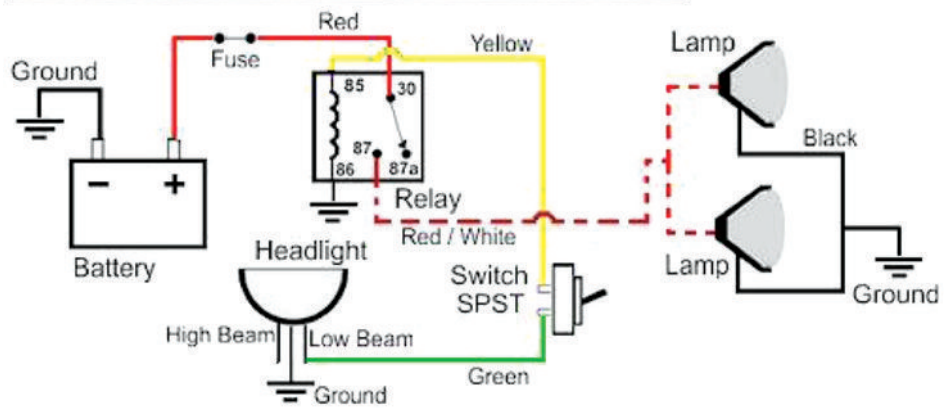 Red
Fuse
Yellow
Lamp
Ground
85
30
87
87a
86
Black
−
+
Relay
Red / White
Battery
Headlight
Lamp
Switch
SPST
Ground
High Beam
Low Beam
Green
Ground